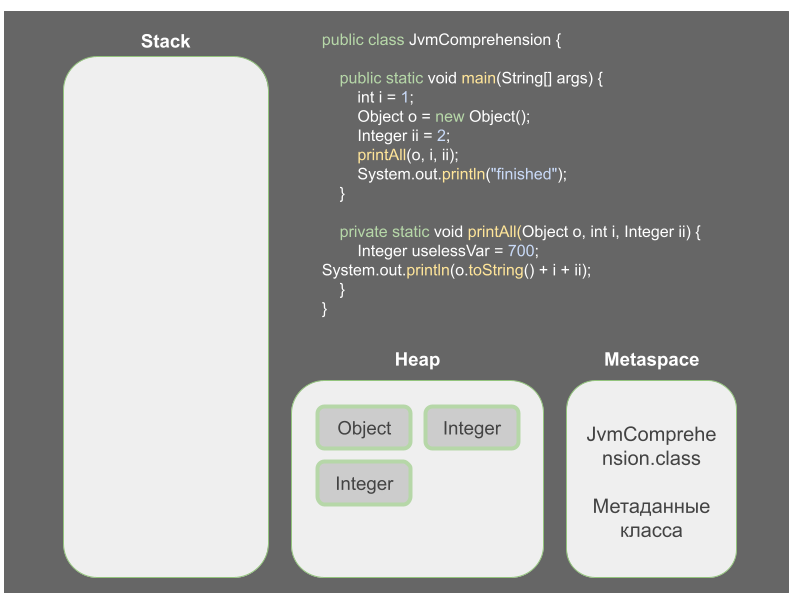 Stack
public class JvmComprehension {
public static void main(String[] args) {
int i = 1;
Object o = new Object();
Integer ii = 2;
printAll(o, i, ii);
System.out.println("finished");
}
private static void printAll(Object o, int i, Integer ii) {
Integer uselessVar = 700;
System.out.println(o.toString() + i + ii);
}
}
Heap
Object
Integer
Integer
Metaspace
JvmComprehe
nsion.class
Метаданные
класса